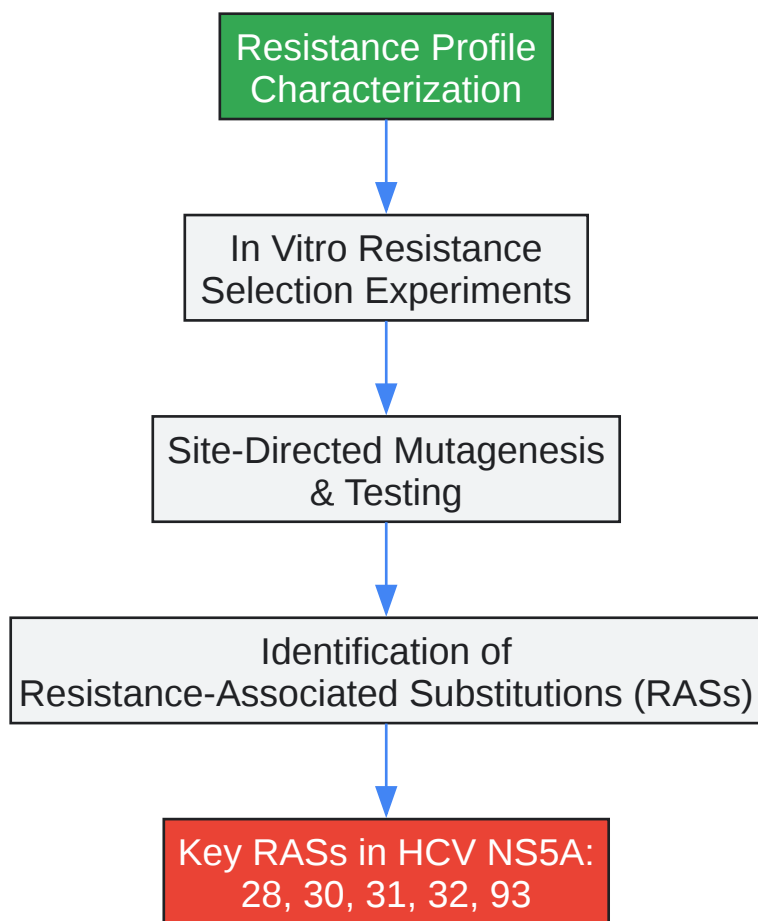 Resistance Profile
Characterization
In Vitro Resistance
Selection Experiments
Site-Directed Mutagenesis
& Testing
Identification of
Resistance-Associated Substitutions (RASs)
Key RASs in HCV NS5A:
28, 30, 31, 32, 93